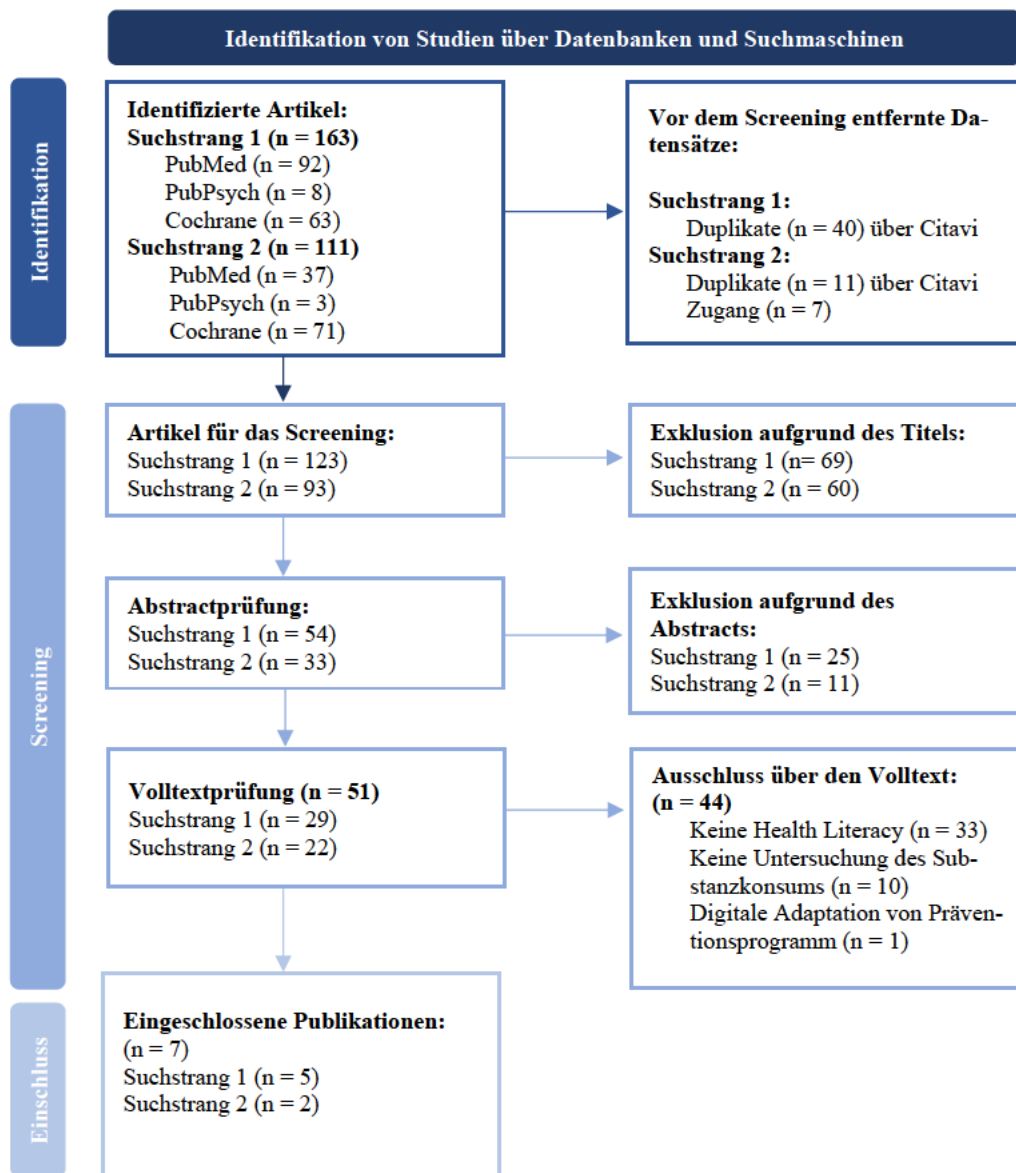 Identifikation von Studien über Datenbanken und Suchmaschinen
Identifikation
Identifizierte Artikel:
Suchstrang 1 (n = 163)
PubMed (n = 92)
PubPsych (n = 8)
Cochrane (n = 63)
Suchstrang 2 (n = 111)
PubMed (n = 37)
PubPsych (n = 3)
Cochrane (n = 71)
Vor dem Screening entfernte Da-
tensätze:
Suchstrang 1:
Duplikate (n = 40) über Citavi
Suchstrang 2:
Duplikate (n = 11) über Citavi
Zugang (n = 7)
Screening
Artikel für das Screening:
Suchstrang 1 (n = 123)
Suchstrang 2 (n = 93)
Exklusion aufgrund des Titels:
Suchstrang 1 (n= 69)
Suchstrang 2 (n = 60)
Abstractprüfung:
Suchstrang 1 (n = 54)
Suchstrang 2 (n = 33)
Exklusion aufgrund des
Abstracts:
Suchstrang 1 (n = 25)
Suchstrang 2 (n = 11)
Volltextprüfung (n = 51)
Suchstrang 1 (n = 29)
Suchstrang 2 (n = 22)
Ausschluss über den Volltext:
(n = 44)
Keine Health Literacy (n = 33)
Keine Untersuchung des Sub-
stanzkonsums (n = 10)
Digitale Adaptation von Präven-
tionsprogramm (n = 1)
Einschluss
Eingeschlossene Publikationen:
(n = 7)
Suchstrang 1 (n = 5)
Suchstrang 2 (n = 2)